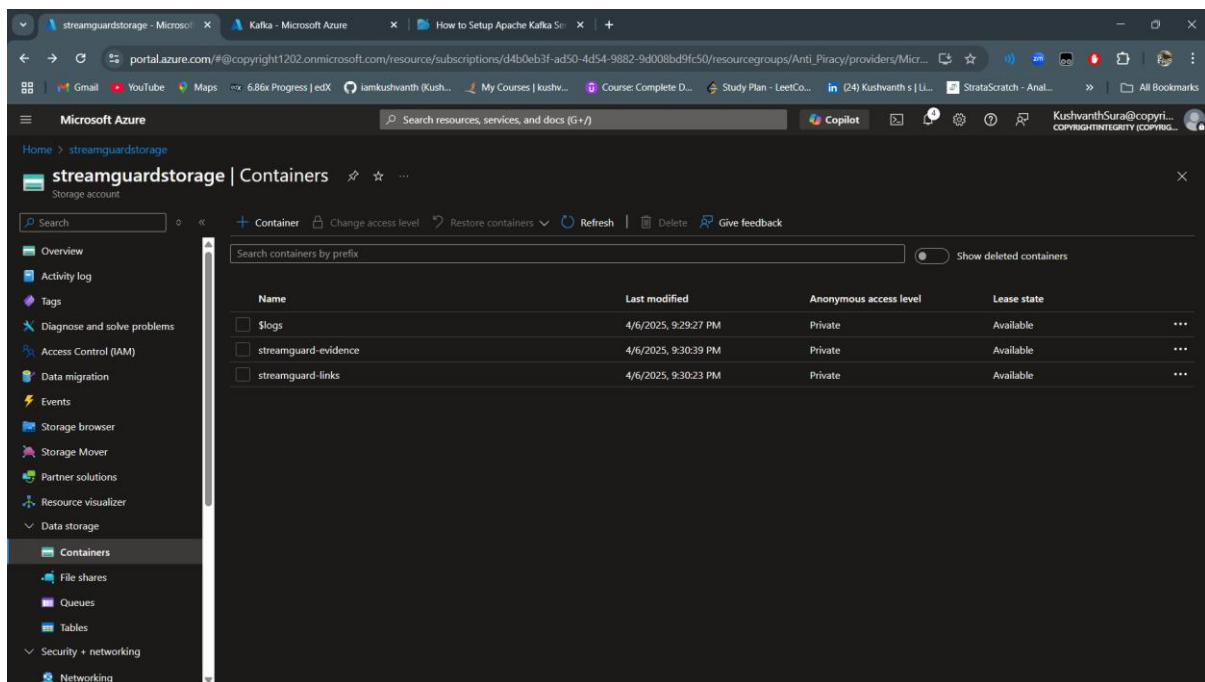 streamguardstorage - Microsof
Kafka - Microsoft Azure
How to Setup Apache Kafka Se
portal.azure.com/#@copyright1202.onmicrosoft.com/resource/subscriptions/d4b0eb3f-ad50-4d54-9882-9d008bd9fc50/resourcegroups/Anti_Piracy/providers/Micr...
Gmail YouTube Maps 6.86x Progress | edX iamkushvanth (Kush... My Courses | kushv... Course: Complete D... Study Plan - LeetCo... (24) Kushvanth s | Li... StrataScratch - Anal... » All Bookmarks
Microsoft Azure
Search resources, services, and docs (G+/)
Copilot
4
KushvanthSura@copyri...
COPYRIGHTINTEGRITY (COPYRIG...
Home > streamguardstorage
streamguardstorage | Containers
Storage account
Search
+ Container Change access level Restore containers Refresh Delete Give feedback
Search containers by prefix
Show deleted containers
Name Last modified Anonymous access level Lease state
$logs 4/6/2025, 9:29:27 PM Private Available
streamguard-evidence 4/6/2025, 9:30:39 PM Private Available
streamguard-links 4/6/2025, 9:30:23 PM Private Available
Overview
Activity log
Tags
Diagnose and solve problems
Access Control (IAM)
Data migration
Events
Storage browser
Storage Mover
Partner solutions
Resource visualizer
Data storage
Containers
File shares
Queues
Tables
Security + networking
Networking